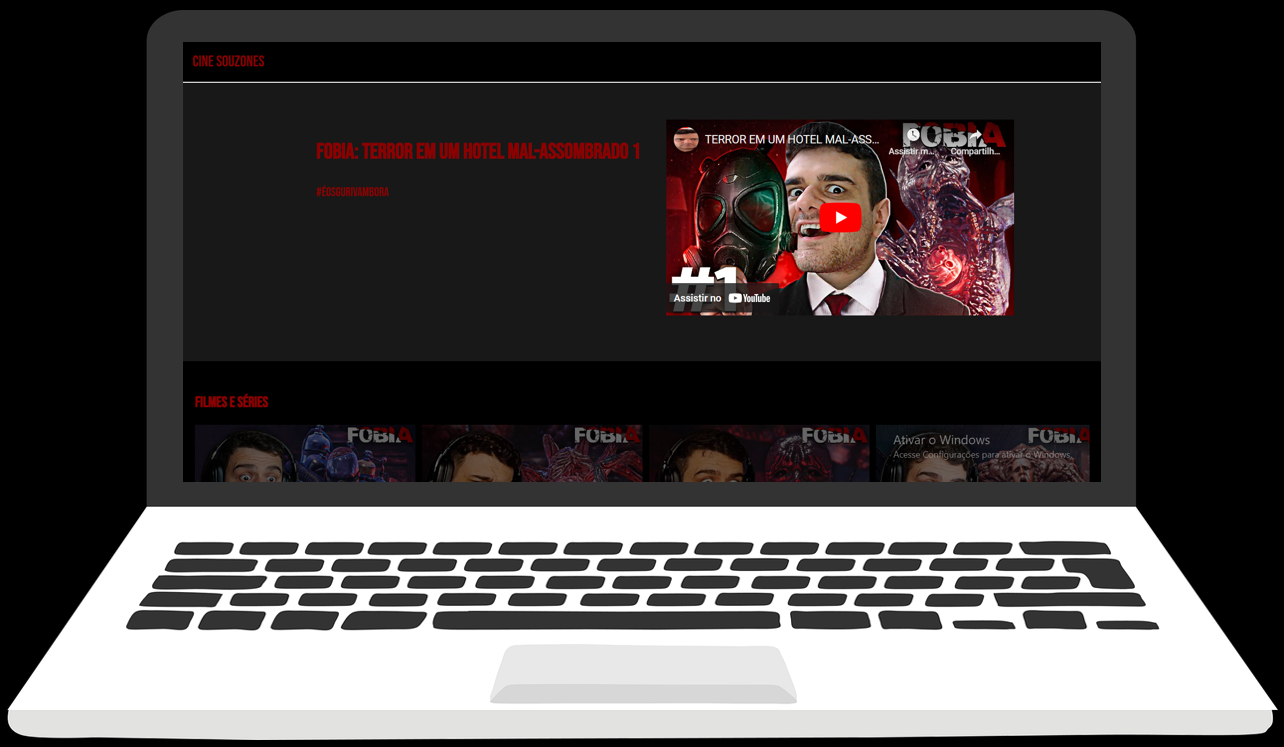 CINE SOUZONES
FOBIA: TERROR EM UM HOTEL MAL-ASSOMBRADO 1
#ÉOSGURIVAMBORA
TERROR EM UM HOTEL MAL-ASS...
FOBIA
Assistir m...
Compartilh...
#1
Assistir no YouTube
FILMES E SÉRIES
FOBIA
FOBIA
FOBIA
FOBIA
Ativar o Windows
Acesse Configurações para ativar o Windows.